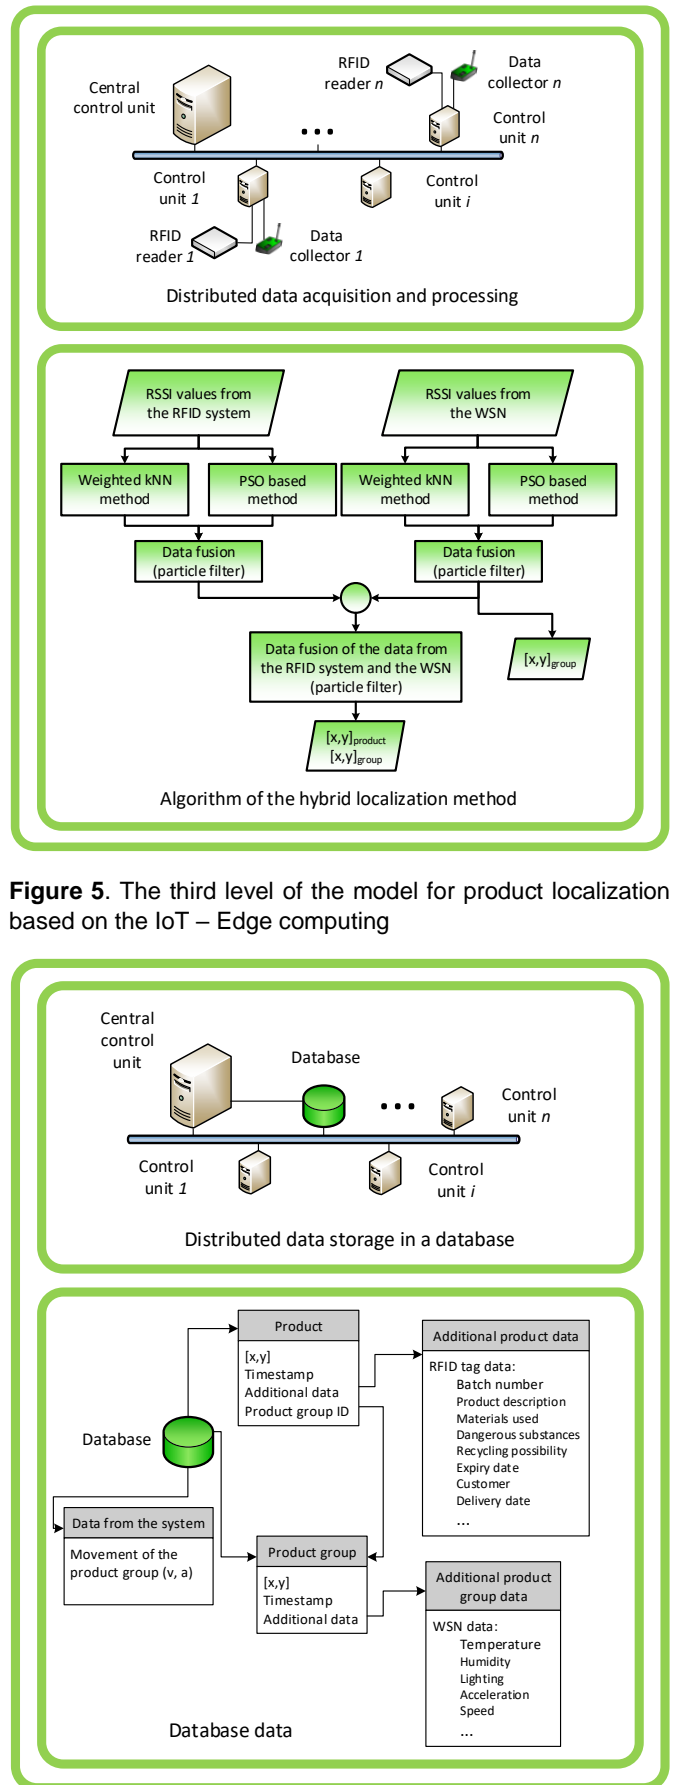 Central
control unit
RFID
reader n
Data
collector n
Control
unit n
...
Control
unit 1
Control
unit i
RFID
reader 1
Data
collector 1
Distributed data acquisition and processing
RSSI values from
the RFID system
RSSI values from
the WSN
Weighted kNN
method
PSO based
method
Weighted kNN
method
PSO based
method
Data fusion
(particle filter)
Data fusion
(particle filter)
Data fusion of the data from
the RFID system and the WSN
(particle filter)
[x,y]group
[x,y]product
[x,y]group
Algorithm of the hybrid localization method
Figure 5. The third level of the model for product localization
based on the IoT – Edge computing
Central
control
unit
Database
...
Control
unit n
Control
unit 1
Control
unit i
Distributed data storage in a database
Product
[x,y]
Timestamp
Additional data
Product group ID
Additional product data
RFID tag data:
Batch number
Product description
Materials used
Dangerous substances
Recycling possibility
Expiry date
Customer
Delivery date
...
Database
Data from the system
Movement of the
product group (v, a)
Product group
[x,y]
Timestamp
Additional data
Additional product
group data
WSN data:
Temperature
Humidity
Lighting
Acceleration
Speed
...
Database data